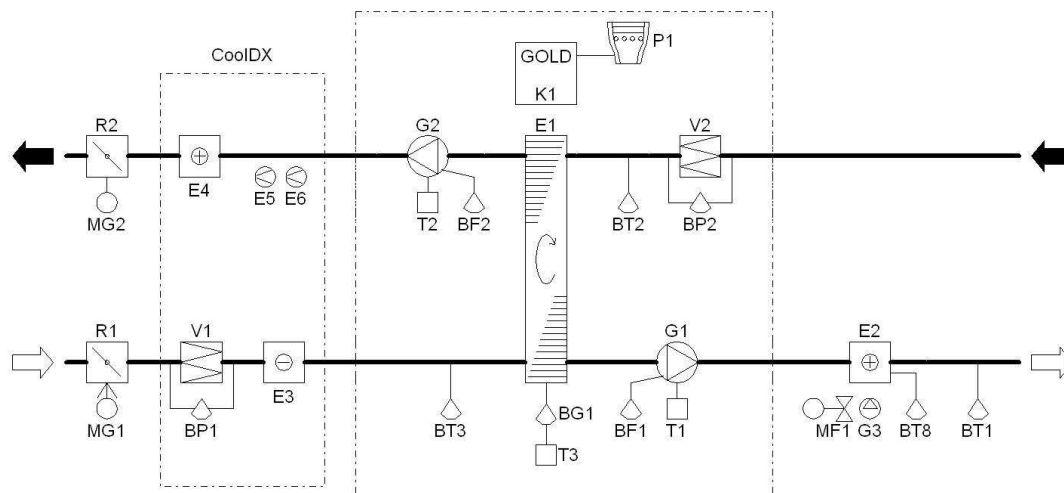 P1
GOLD
K1
CoolDX
R2
G2
E1
V2
E4
E5
E6
MG2
T2
BF2
BT2
BP2
R1
V1
G1
E2
E3
MG1
BP1
BT3
BG1
BF1
T1
MF1
G3
BT8
BT1
T3